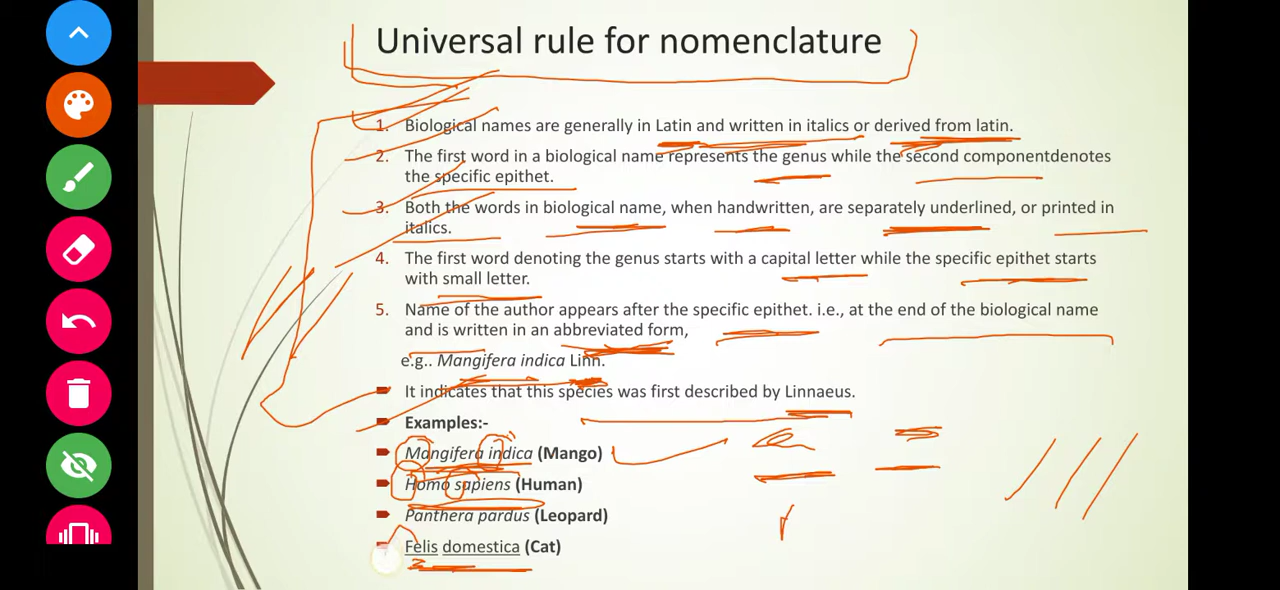 Universal rule for nomenclature
1. Biological names are generally in Latin and written in italics or derived from latin.
2. The first word in a biological name represents the genus while the second componentdenotes
the specific epithet.
3. Both the words in biological name, when handwritten, are separately underlined, or printed in
italics.
4. The first word denoting the genus starts with a capital letter while the specific epithet starts
with small letter.
5. Name of the author appears after the specific epithet. i.e., at the end of the biological name
and is written in an abbreviated form,
e.g.. Mangifera indica Linn.
It indicates that this species was first described by Linnaeus.
Examples:-
Mangifera indica (Mango)
Homo sapiens (Human)
Panthera pardus (Leopard)
Felis domestica (Cat)